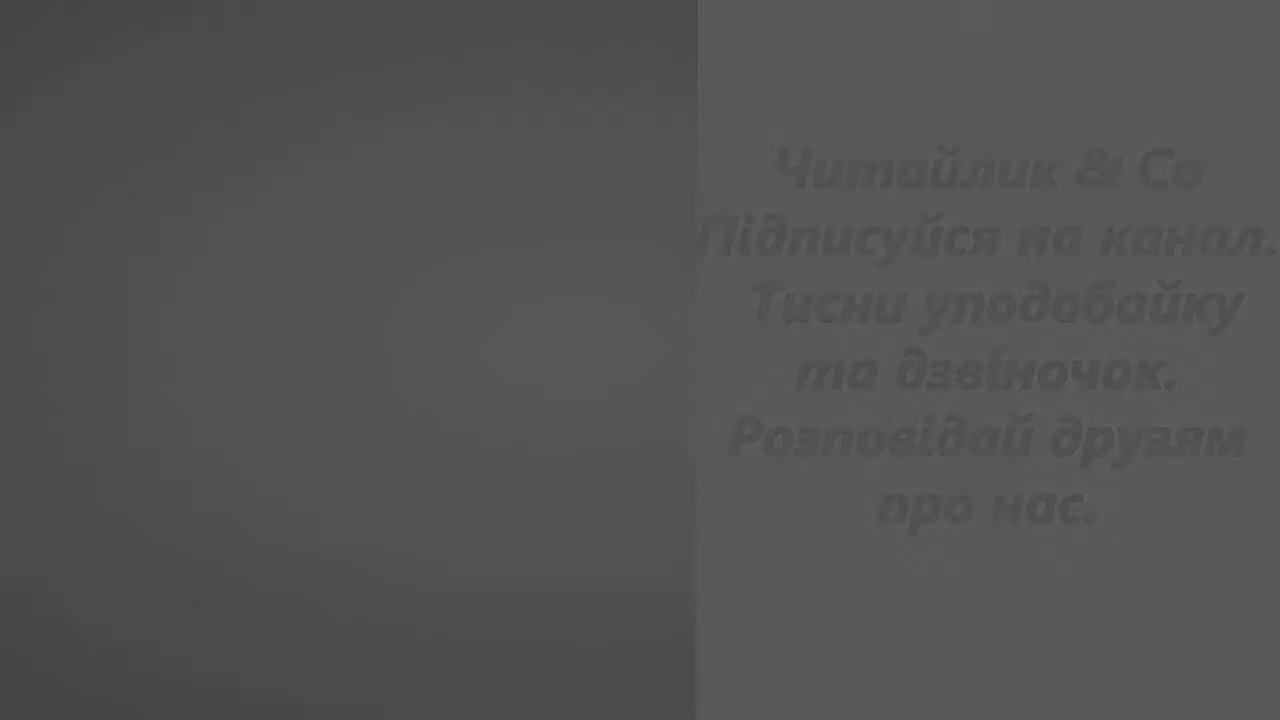 Читайлик & Co
Підписуйся на канал.
Тисни уподобайку
та дзвіночок.
Розповідай друзям
про нас.